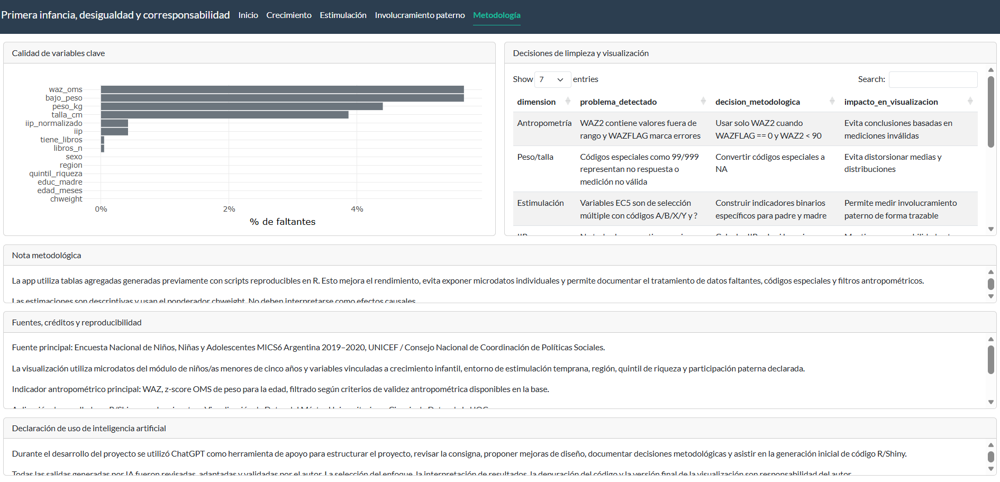 Primera infancia, desigualdad y corresponsabilidad Inicio Crecimiento Estimulación Involucramiento paterno Metodología
Calidad de variables clave
waz_oms
bajo_peso
peso_kg
talla_cm
iip_normalizado
iip
tiene_libros
libros_n
sexo
region
quintil_riqueza
educ_madre
edad_meses
chweight
0% 2% 4%
% de faltantes
Decisiones de limpieza y visualización
Show 7 entries Search:
dimension problema_detectado decision_metodologica impacto_en_visualizacion
Antropometría WAZ2 contiene valores fuera de Usar solo WAZ2 cuando Evita conclusiones basadas en
rango y WAZFLAG marca errores WAZFLAG == 0 y WAZ2 < 90 mediciones inválidas
Peso/talla Códigos especiales como 99/999 Convertir códigos especiales a Evita distorsionar medias y
representan no respuesta o NA distribuciones
medición no válida
Estimulación Variables EC5 son de selección Construir indicadores binarios Permite medir involucramiento
múltiple con códigos A/B/X/Y y ? específicos para padre y madre paterno de forma trazable
Nota metodológica
La app utiliza tablas agregadas generadas previamente con scripts reproducibles en R. Esto mejora el rendimiento, evita exponer microdatos individuales y permite documentar el tratamiento de datos faltantes, códigos especiales y filtros antropométricos.
Las estimaciones son descriptivas y usan el ponderador chweight. No deben interpretarse como efectos causales.
Fuentes, créditos y reproducibilidad
Fuente principal: Encuesta Nacional de Niños, Niñas y Adolescentes MICS6 Argentina 2019–2020, UNICEF / Consejo Nacional de Coordinación de Políticas Sociales.
La visualización utiliza microdatos del módulo de niños/as menores de cinco años y variables vinculadas a crecimiento infantil, entorno de estimulación temprana, región, quintil de riqueza y participación paterna declarada.
Indicador antropométrico principal: WAZ, z-score OMS de peso para la edad, filtrado según criterios de validez antropométrica disponibles en la base.
Declaración de uso de inteligencia artificial
Durante el desarrollo del proyecto se utilizó ChatGPT como herramienta de apoyo para estructurar el proyecto, revisar la consigna, proponer mejoras de diseño, documentar decisiones metodológicas y asistir en la generación inicial de código R/Shiny.
Todas las salidas generadas por IA fueron revisadas, adaptadas y validadas por el autor. La selección del enfoque, la interpretación de resultados, la depuración del código y la versión final de la visualización son responsabilidad del autor.